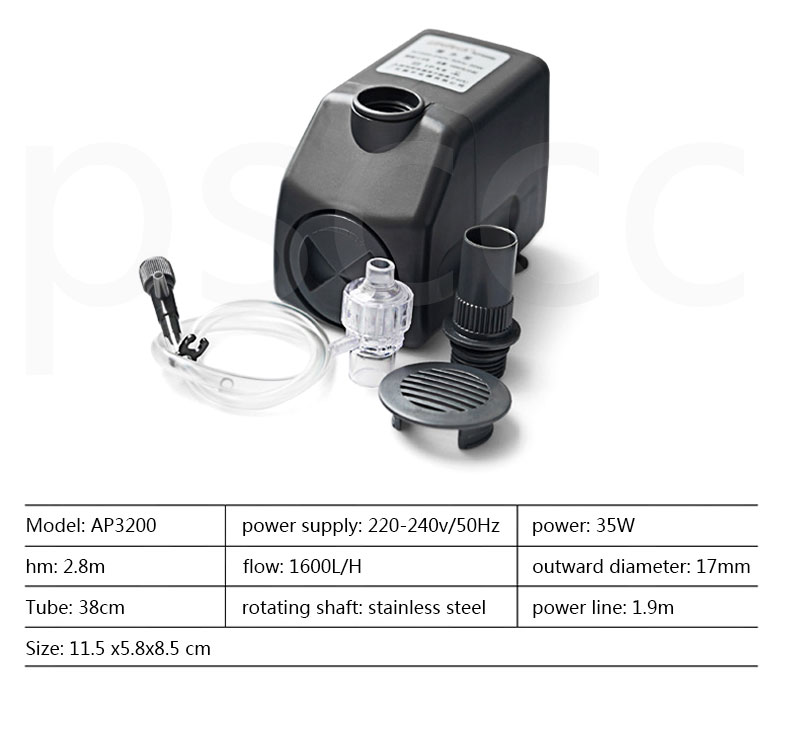 psccc
Model: AP3200
power supply: 220-240v/50Hz
power: 35W
hm: 2.8m
flow: 1600L/H
outward diameter: 17mm
Tube: 38cm
rotating shaft: stainless steel
power line: 1.9m
Size: 11.5 x5.8x8.5 cm